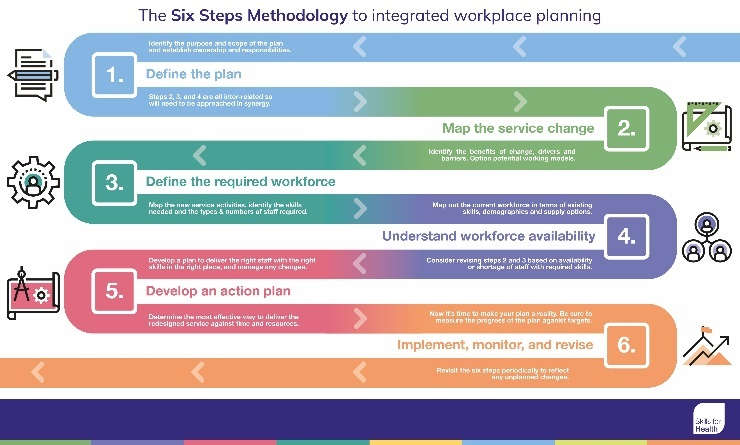 The Six Steps Methodology to integrated workplace planning
Identify the purpose and scope of the plan
and establish ownership and responsibilities.
1.
Define the plan
Steps 2, 3, and 4 are all inter-related so
will need to be approached in synergy.
Map the service change
2.
Identify the benefits of change, drivers and
barriers. Option potential working models.
3.
Define the required workforce
Map the new service activities, identify the skills
needed and the types & numbers of staff required.
Map out the current workforce in terms of existing
skills, demographics and supply options.
Understand workforce availability
4.
Consider revising steps 2 and 3 based on availability
or shortage of staff with required skills.
Develop a plan to deliver the right staff with the right
skills in the right place, and manage any changes.
5.
Develop an action plan
Determine the most effective way to deliver the
redesigned service against time and resources.
Now it's time to make your plan a reality. Be sure to
measure the progress of the plan against targets.
Implement, monitor, and revise
6.
Revisit the six steps periodically to reflect
any unplanned changes.
Skills for
Health